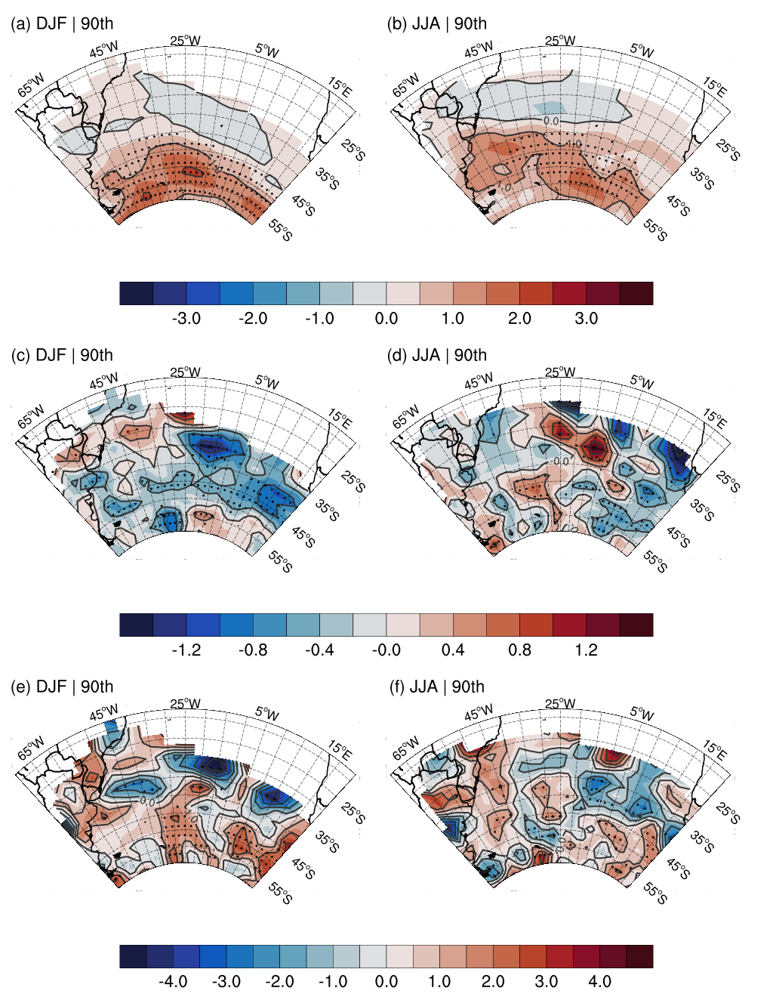 (a) DJF | 90th
(b) JJA | 90th
65°W 45°W 25°W 5°W 15°E 25°S 35°S 45°S 55°S
65°W 45°W 25°W 5°W 15°E 25°S 35°S 45°S 55°S
0.0
-3.0 -2.0 -1.0 0.0 1.0 2.0 3.0
(c) DJF | 90th
(d) JJA | 90th
65°W 45°W 25°W 5°W 15°E 25°S 35°S 45°S 55°S
65°W 45°W 25°W 5°W 15°E 25°S 35°S 45°S 55°S
-0.0
-1.2 -0.8 -0.4 -0.0 0.4 0.8 1.2
(e) DJF | 90th
(f) JJA | 90th
65°W 45°W 25°W 5°W 15°E 25°S 35°S 45°S 55°S
65°W 45°W 25°W 5°W 15°E 25°S 35°S 45°S 55°S
-4.0 -3.0 -2.0 -1.0 0.0 1.0 2.0 3.0 4.0